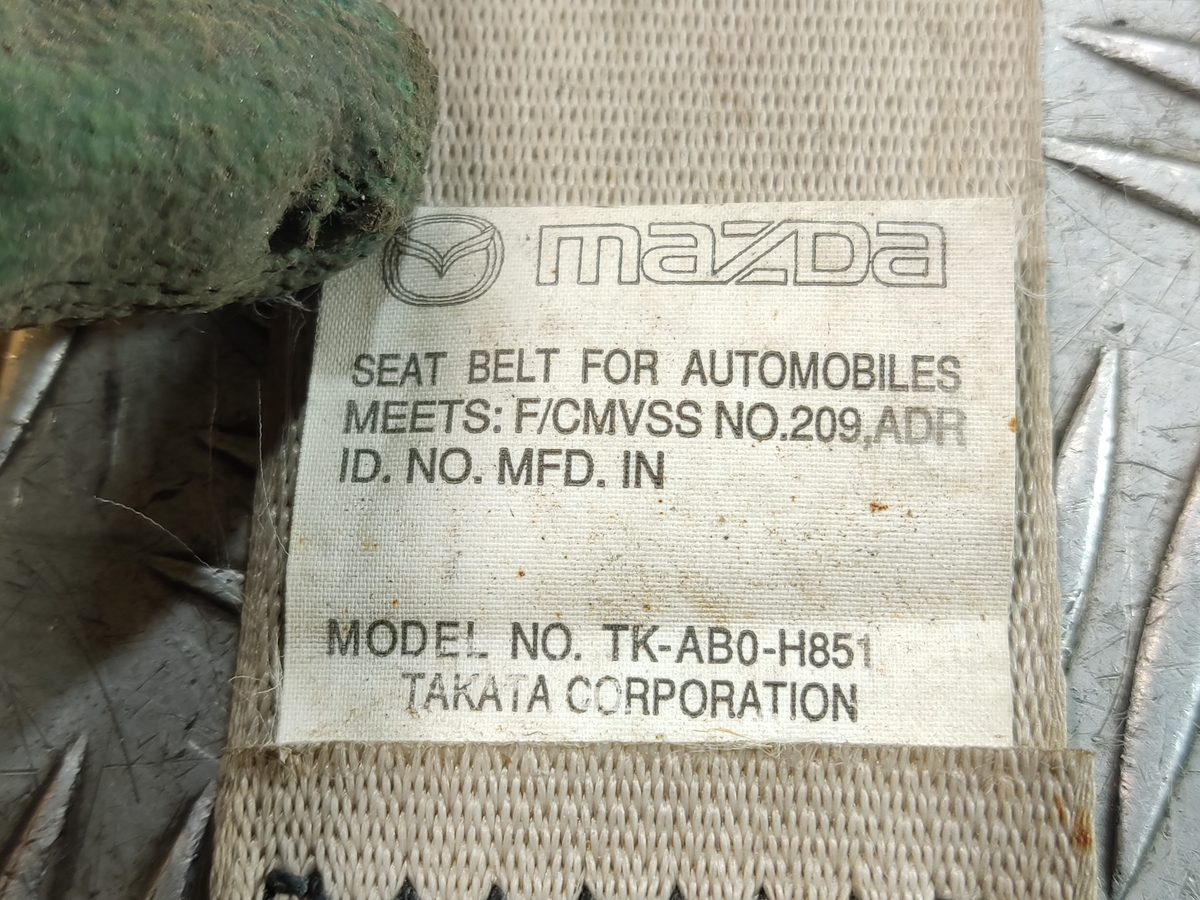 mazda
SEAT BELT FOR AUTOMOBILES
MEETS: F/CMVSS NO.209,ADR
ID. NO. MFD. IN
MODEL NO. TK-AB0-H851
TAKATA CORPORATION